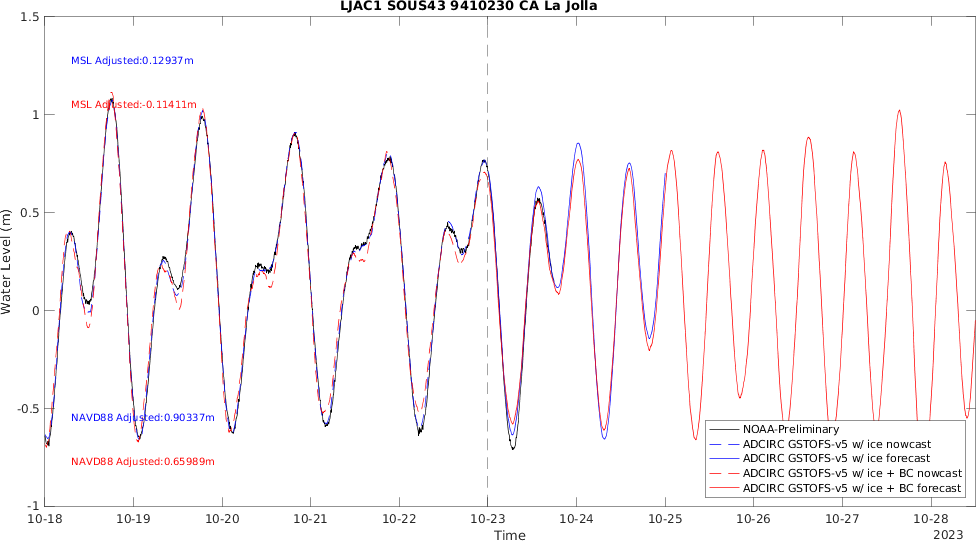 LJAC1 SOUS43 9410230 CA La Jolla
1.5
1
0.5
0
-0.5
-1
Water Level (m)
MSL Adjusted:0.12937m
MSL Adjusted:-0.11411m
NAVD88 Adjusted:0.90337m
NAVD88 Adjusted:0.65989m
NOAA-Preliminary
ADCIRC GSTOFS-v5 w/ ice nowcast
ADCIRC GSTOFS-v5 w/ ice forecast
ADCIRC GSTOFS-v5 w/ ice + BC nowcast
ADCIRC GSTOFS-v5 w/ ice + BC forecast
10-18 10-19 10-20 10-21 10-22 10-23 10-24 10-25 10-26 10-27 10-28
Time
2023